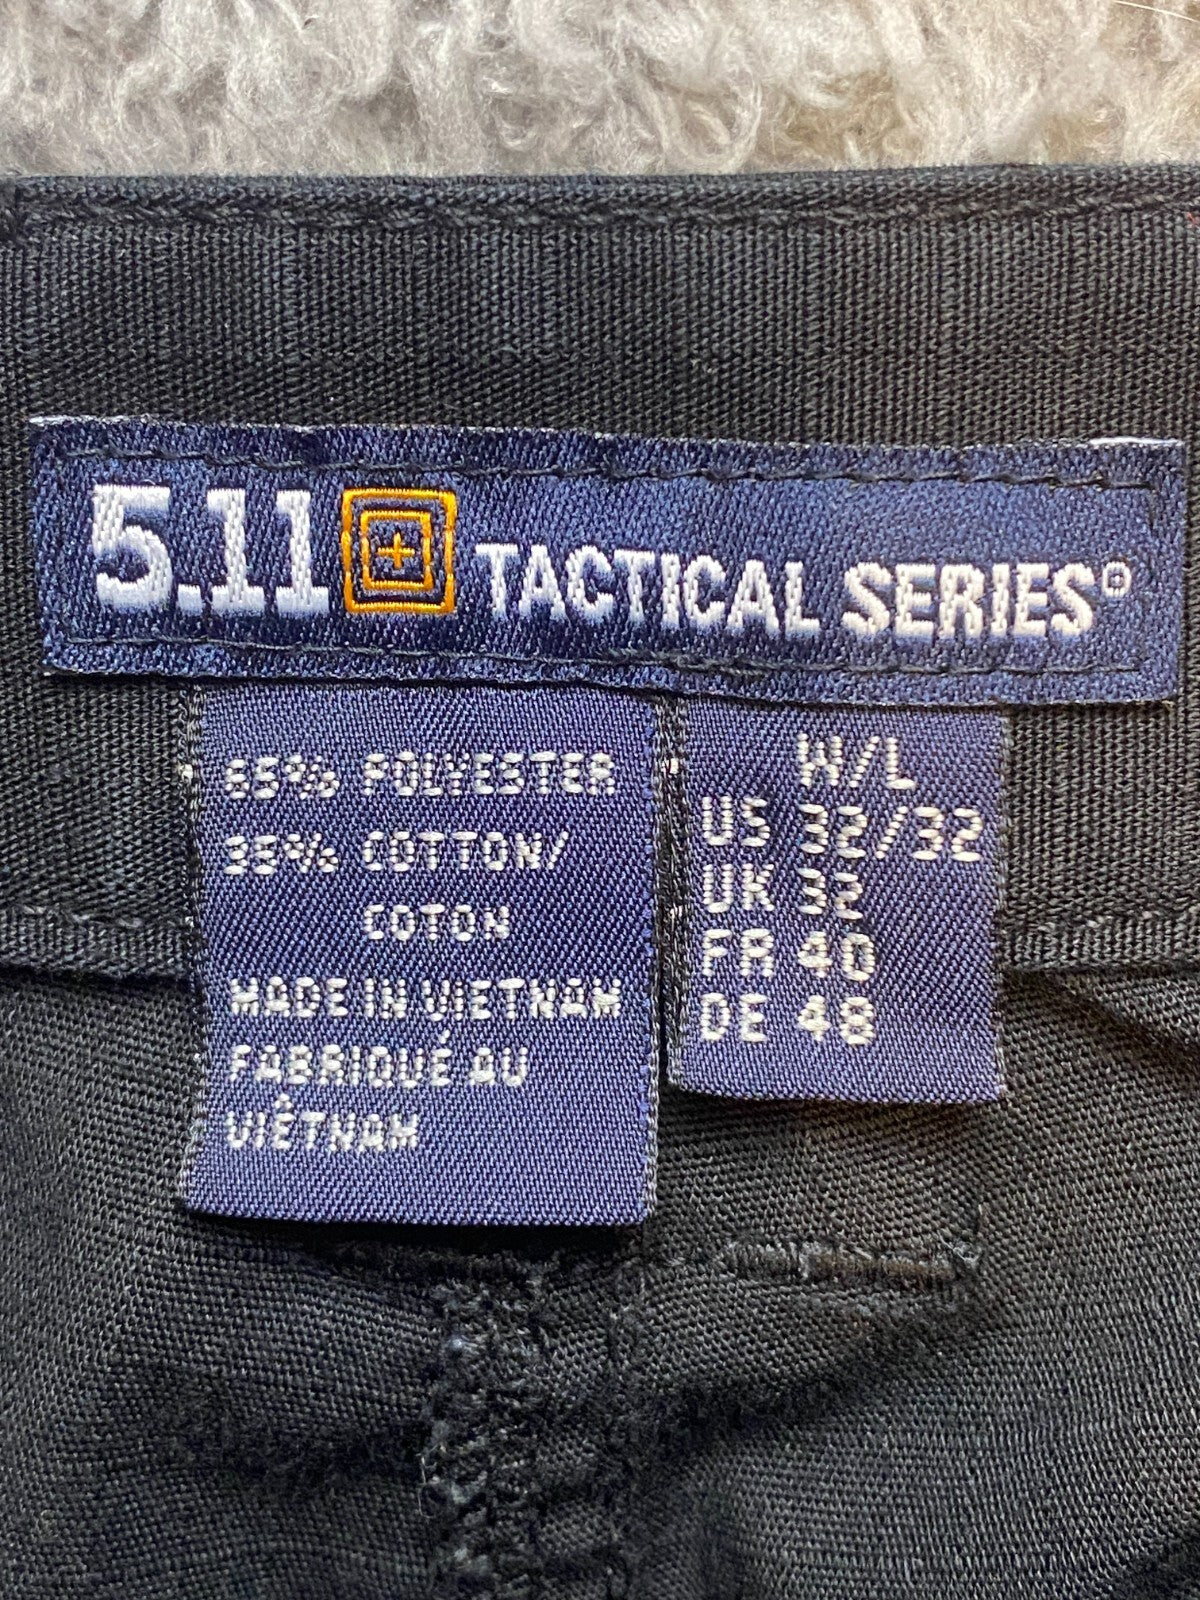 5.11 TACTICAL SERIES®
65% POLYESTER
35% COTTON/
COTON
MADE IN VIETNAM
FABRIQUÉ AU
VIÊTNAM
W/L
US 32/32
UK 32
FR 40
DE 48